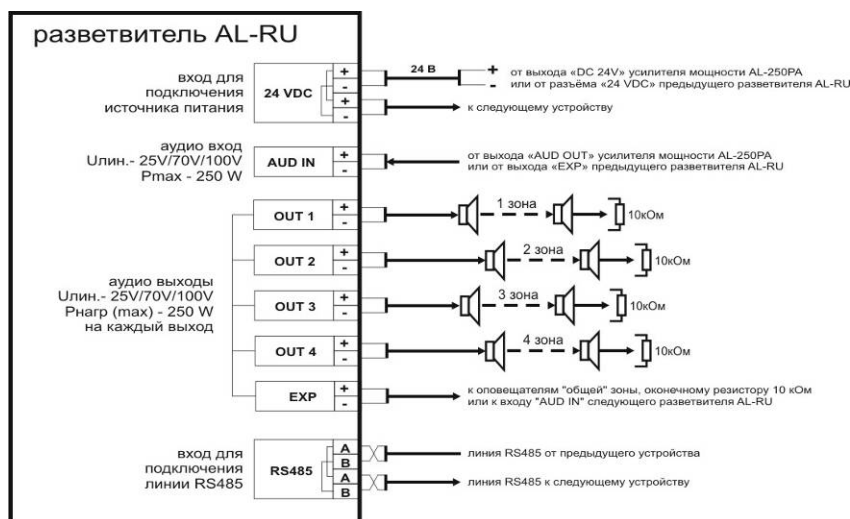 разветвитель AL-RU
вход для
подключения
источника питания
24 VDC
+
-
+
-
24 В
+
-
от выхода «DC 24V» усилителя мощности AL-250PA
или от разъёма «24 VDC» предыдущего разветвителя AL-RU
к следующему устройству
аудио вход
Uлин.- 25V/70V/100V
Pmax - 250 W
AUD IN
+
-
от выхода «AUD OUT» усилителя мощности AL-250PA
или от выхода «EXP» предыдущего разветвителя AL-RU
аудио выходы
Uлин.- 25V/70V/100V
Рнагр (max) - 250 W
на каждый выход
OUT 1
+
-
1 зона
10кОм
OUT 2
+
-
2 зона
10кОм
OUT 3
+
-
3 зона
10кОм
OUT 4
+
-
4 зона
10кОм
EXP
+
-
к оповещателям "общей" зоны, оконечному резистору 10 кОм
или к входу "AUD IN" следующего разветвителя AL-RU
вход для
подключения
линии RS485
RS485
A
B
A
B
линия RS485 от предыдущего устройства
линия RS485 к следующему устройству